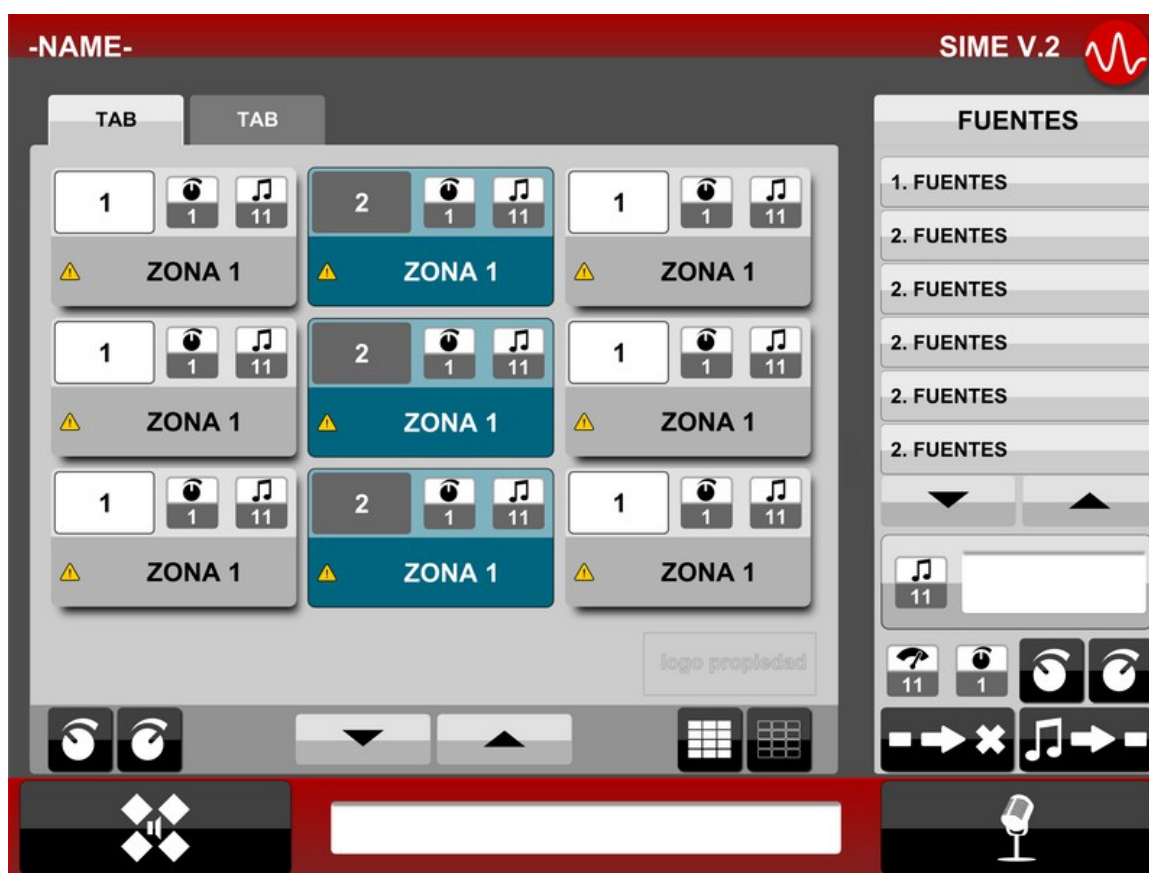 -NAME-
SIME V.2
TAB TAB
FUENTES
1 1 11 2 1 11 1 1 11
ZONA 1 ZONA 1 ZONA 1
1 1 11 2 1 11 1 1 11
ZONA 1 ZONA 1 ZONA 1
1 1 11 2 1 11 1 1 11
ZONA 1 ZONA 1 ZONA 1
logo propiedad
1. FUENTES
2. FUENTES
2. FUENTES
2. FUENTES
2. FUENTES
2. FUENTES
11
11 1